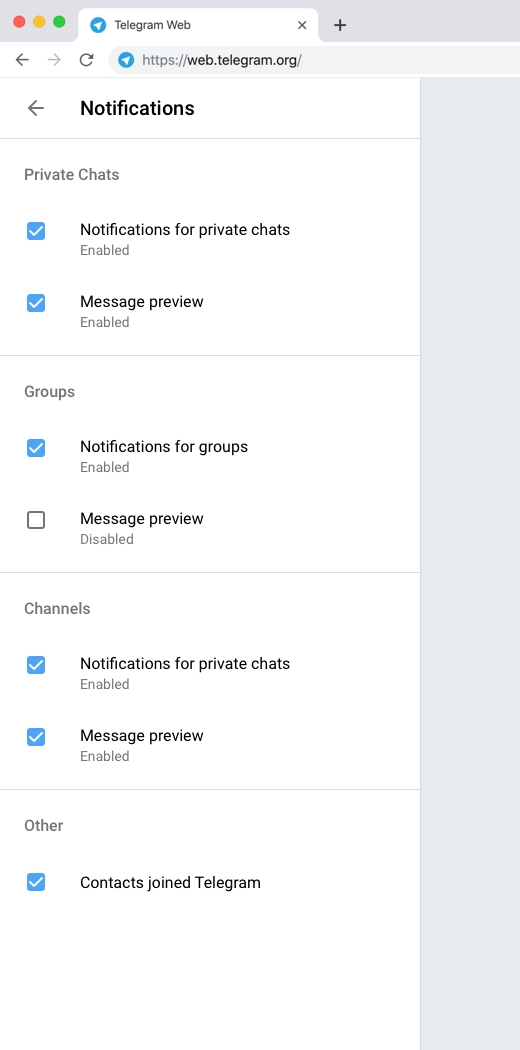 Telegram Web
https://web.telegram.org/
Notifications
Private Chats
Notifications for private chats
Enabled
Message preview
Enabled
Groups
Notifications for groups
Enabled
Message preview
Disabled
Channels
Notifications for private chats
Enabled
Message preview
Enabled
Other
Contacts joined Telegram